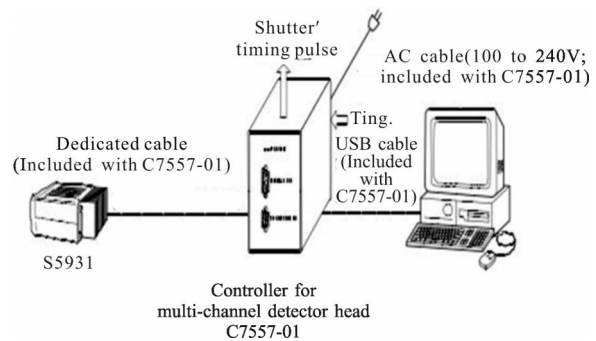 Shutter′
timing pulse
AC cable(100 to 240V;
included with C7557-01)
Ting.
Dedicated cable
(Included with C7557-01)
USB cable
(Included
with
C7557-01)
S5931
Controller for
multi-channel detector head
C7557-01